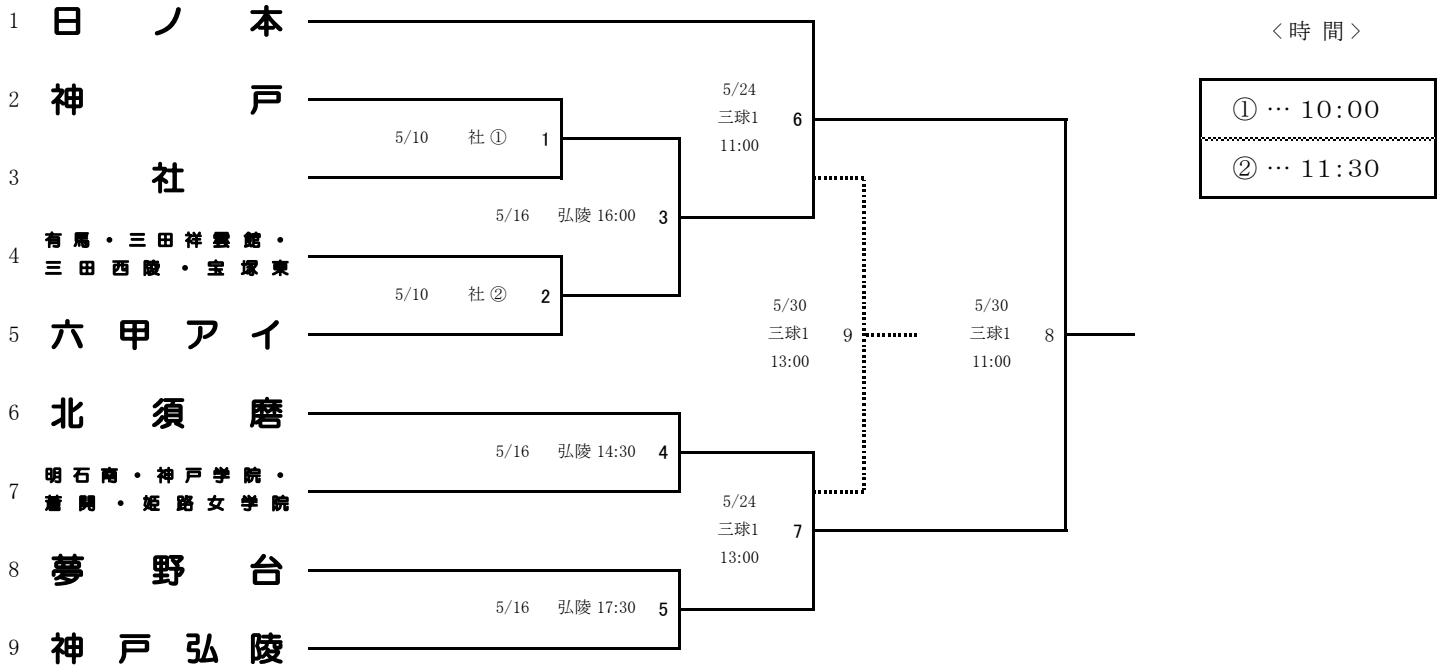 1 日ノ本
〈時 間〉
2 神戸
5/24
三球1 6
11:00
① … 10:00
5/10 社① 1
② … 11:30
3 社
5/16 弘陵 16:00 3
4 有馬・三田祥雲館・
三田西陵・宝塚東
5/10 社② 2
5 六甲アイ
5/30
三球1 9
13:00
5/30
三球1 8
11:00
6 北須磨
5/16 弘陵 14:30 4
7 明石商・神戸学院・
蒼開・姫路女学院
5/24
三球1 7
13:00
8 夢野台
5/16 弘陵 17:30 5
9 神戸弘陵